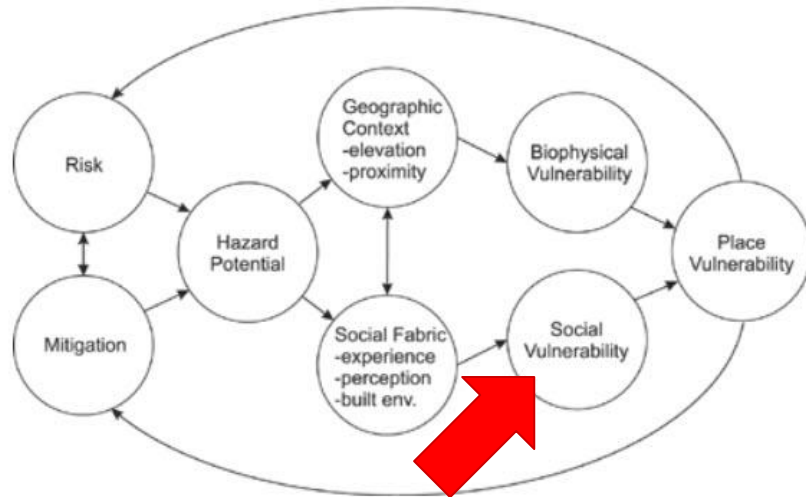 Risk
Mitigation
Hazard
Potential
Geographic
Context
-elevation
-proximity
Social Fabric
-experience
-perception
-built env.
Biophysical
Vulnerability
Social
Vulnerability
Place
Vulnerability